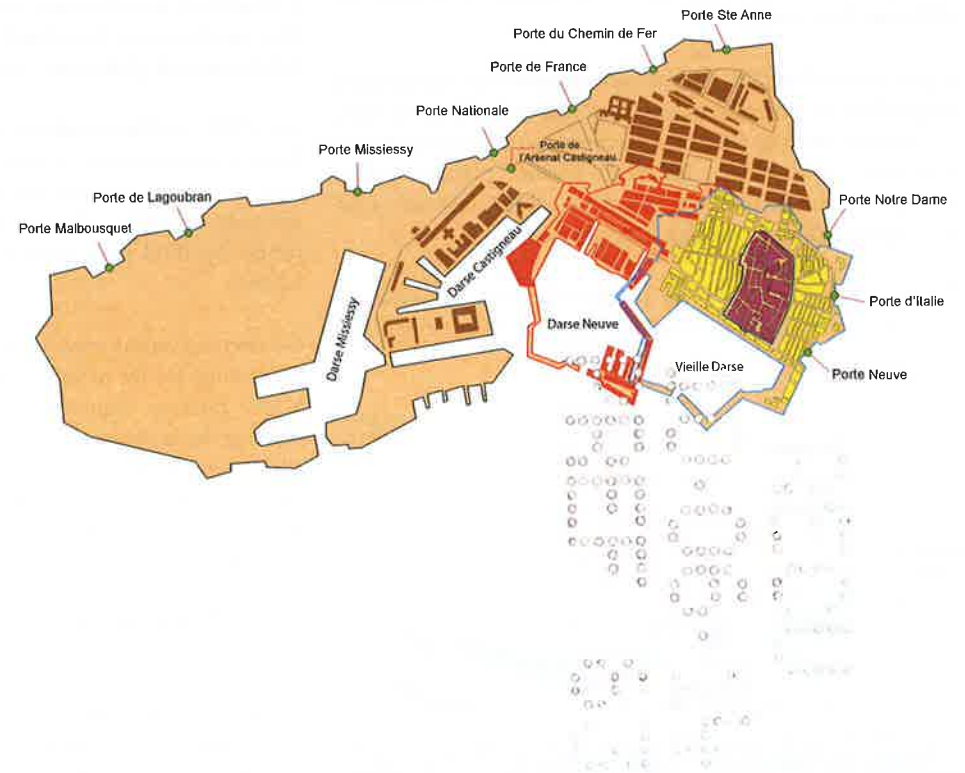 Porte Ste Anne
Porte du Chemin de Fer
Porte de France
Porte Nationale
Porte de
l'Arsenal Castigneau
Porte Missiessy
Porte de Lagoubran
Porte Malbousquet
Porte Notre Dame
Porte d'Italie
Porte Neuve
Darse Missiessy
Darse Castigneau
Darse Neuve
Vieille Darse